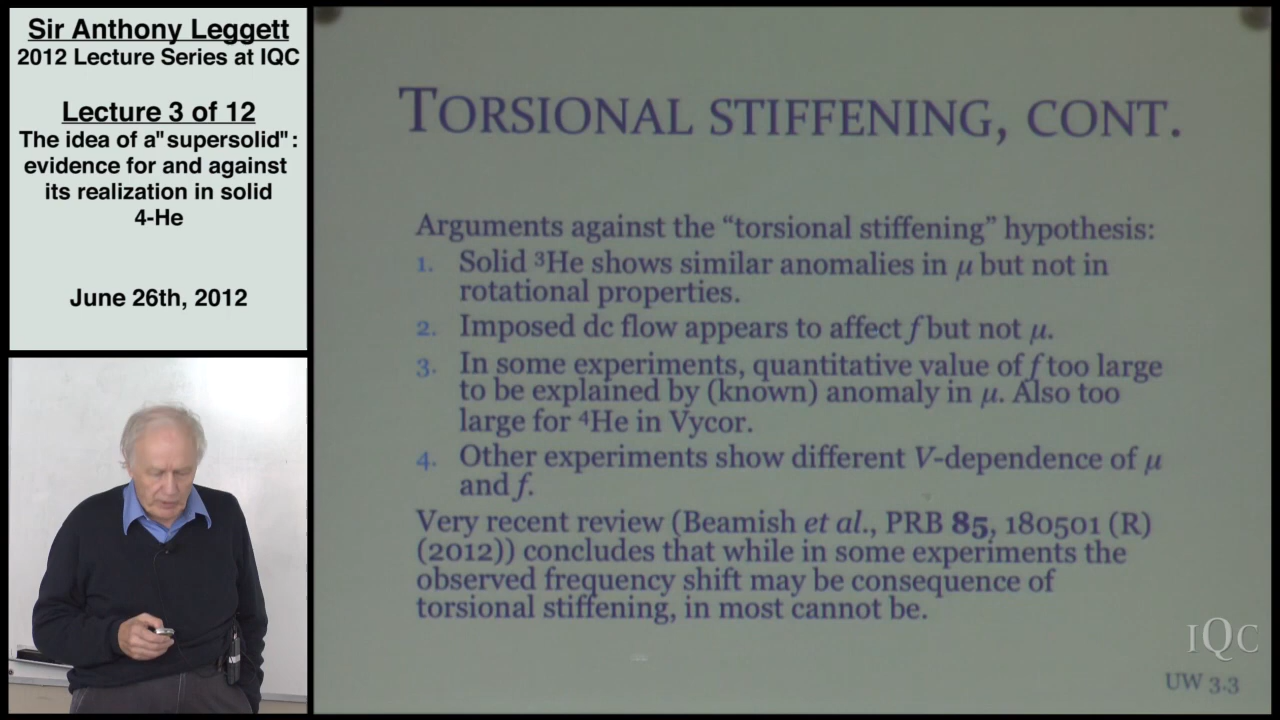 Sir Anthony Leggett
2012 Lecture Series at IQC
Lecture 3 of 12
The idea of a"supersolid":
evidence for and against
its realization in solid
4-He
June 26th, 2012
TORSIONAL STIFFENING, CONT.
Arguments against the “torsional stiffening” hypothesis:
1. Solid ³He shows similar anomalies in μ but not in
rotational properties.
2. Imposed dc flow appears to affect f but not μ.
3. In some experiments, quantitative value of f too large
to be explained by (known) anomaly in μ. Also too
large for ⁴He in Vycor.
4. Other experiments show different V-dependence of μ
and f.
Very recent review (Beamish et al., PRB 85, 180501 (R)
(2012)) concludes that while in some experiments the
observed frequency shift may be consequence of
torsional stiffening, in most cannot be.
IQC
UW 3.3